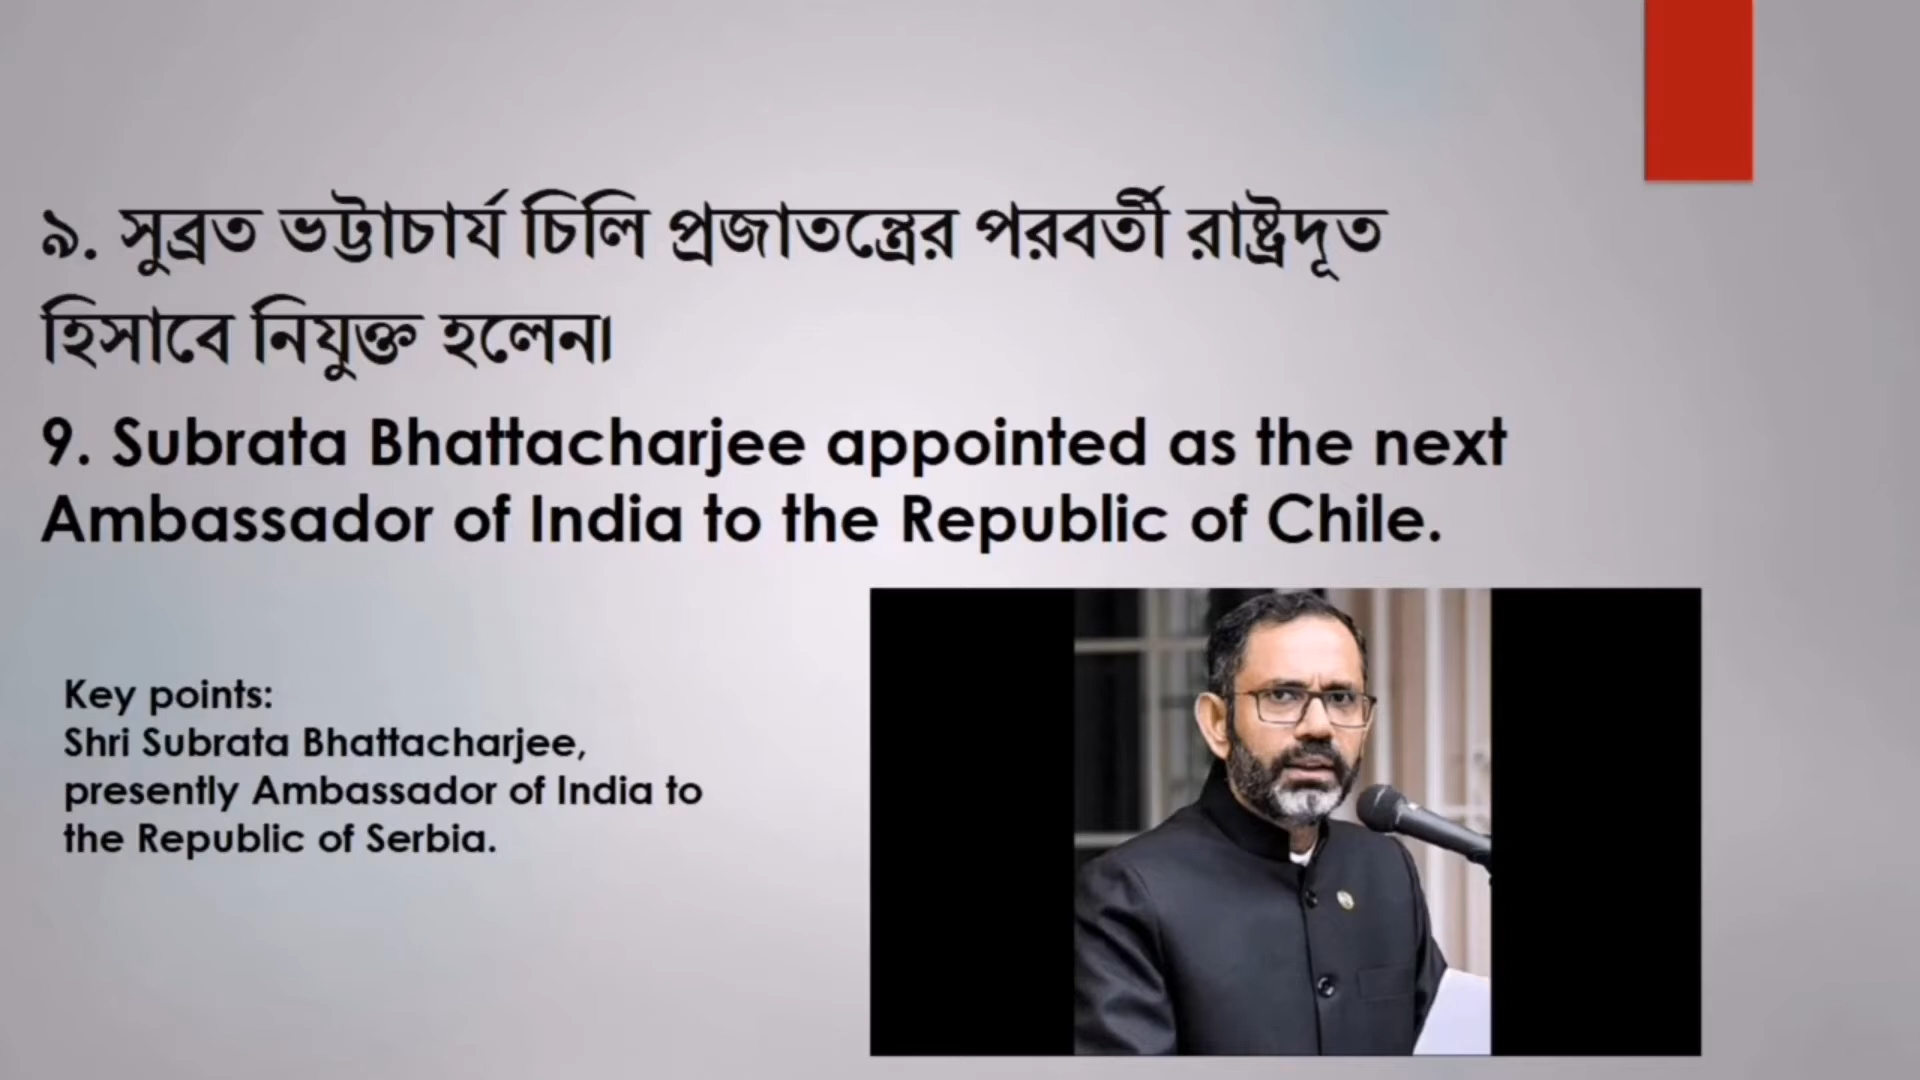 ৯. সুব্রত ভট্টাচার্য চিলি প্রজাতন্ত্রের পরবর্তী রাষ্ট্রদূত
হিসাবে নিযুক্ত হলেন।
9. Subrata Bhattacharjee appointed as the next
Ambassador of India to the Republic of Chile.
Key points:
Shri Subrata Bhattacharjee,
presently Ambassador of India to
the Republic of Serbia.